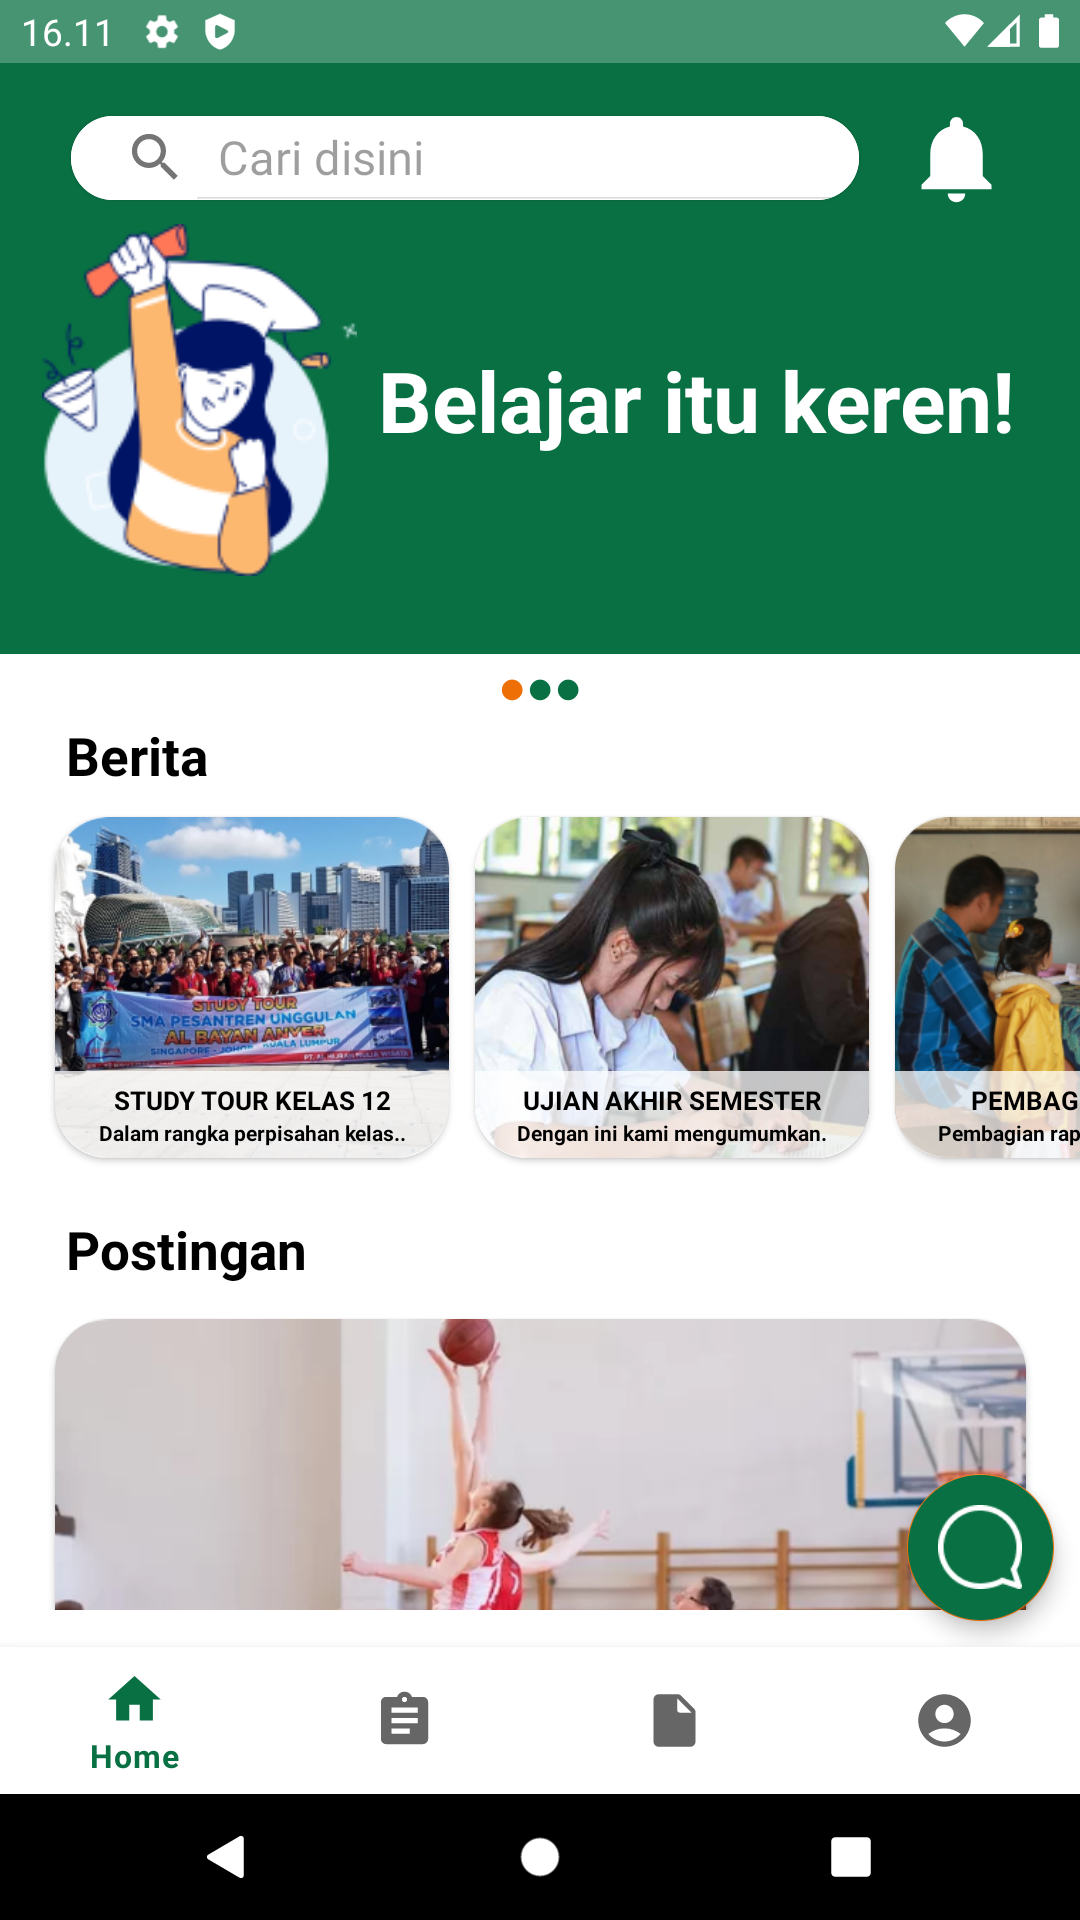 16.11
Cari disini
Belajar itu keren!
Berita
STUDY TOUR
SMA PESANTREN UNGGULAN
AL BAYAN ANYER
SINGAPORE - JOHOR - KUALA LUMPUR
STUDY TOUR KELAS 12
Dalam rangka perpisahan kelas..
UJIAN AKHIR SEMESTER
Dengan ini kami mengumumkan.
PEMBAG
Pembagian rap
Postingan
Home